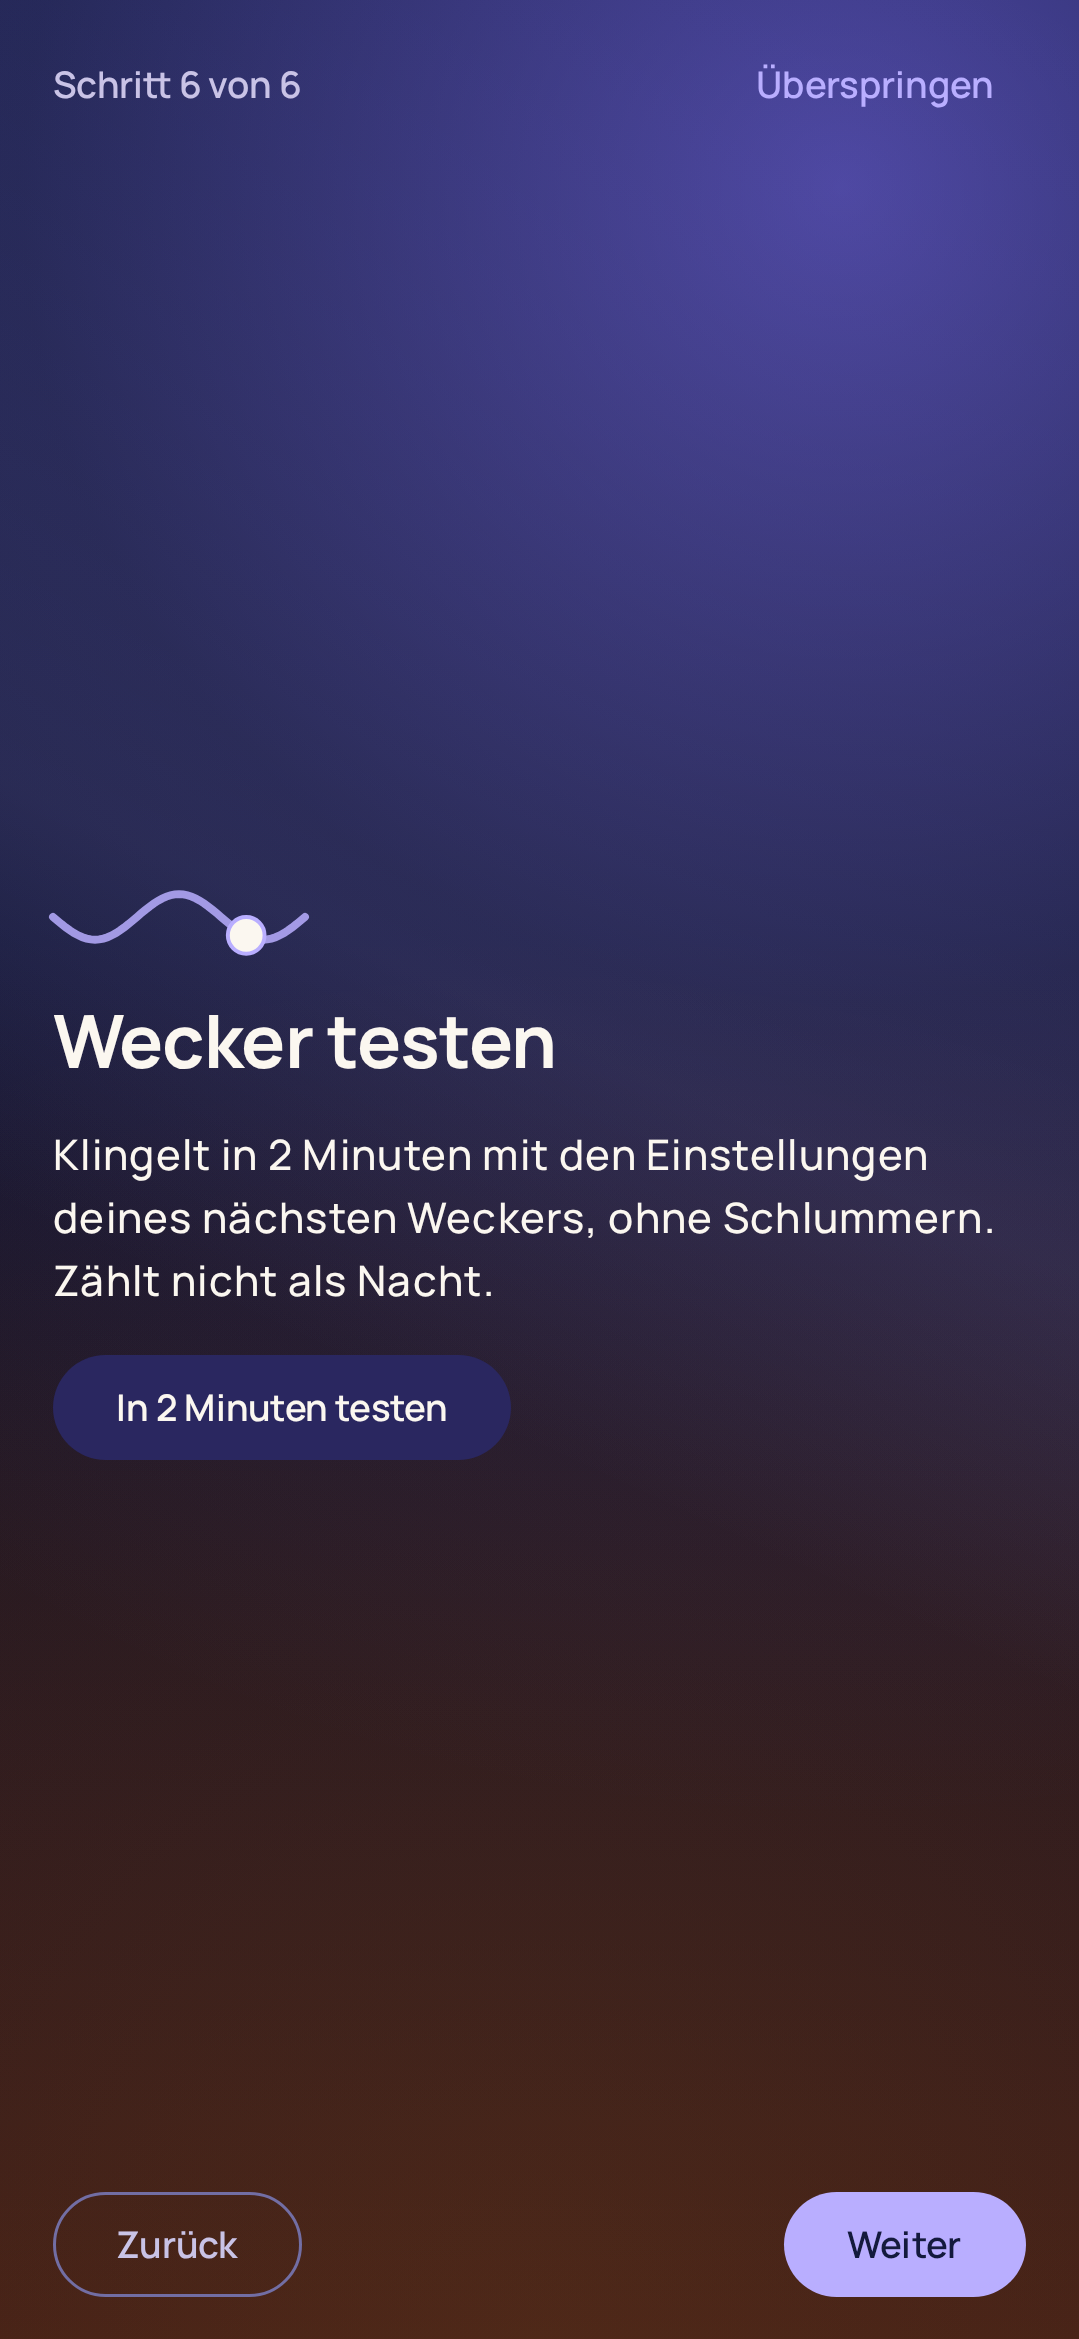 Schritt 6 von 6
Überspringen
Wecker testen
Klingelt in 2 Minuten mit den Einstellungen
deines nächsten Weckers, ohne Schlummern.
Zählt nicht als Nacht.
In 2 Minuten testen
Zurück
Weiter